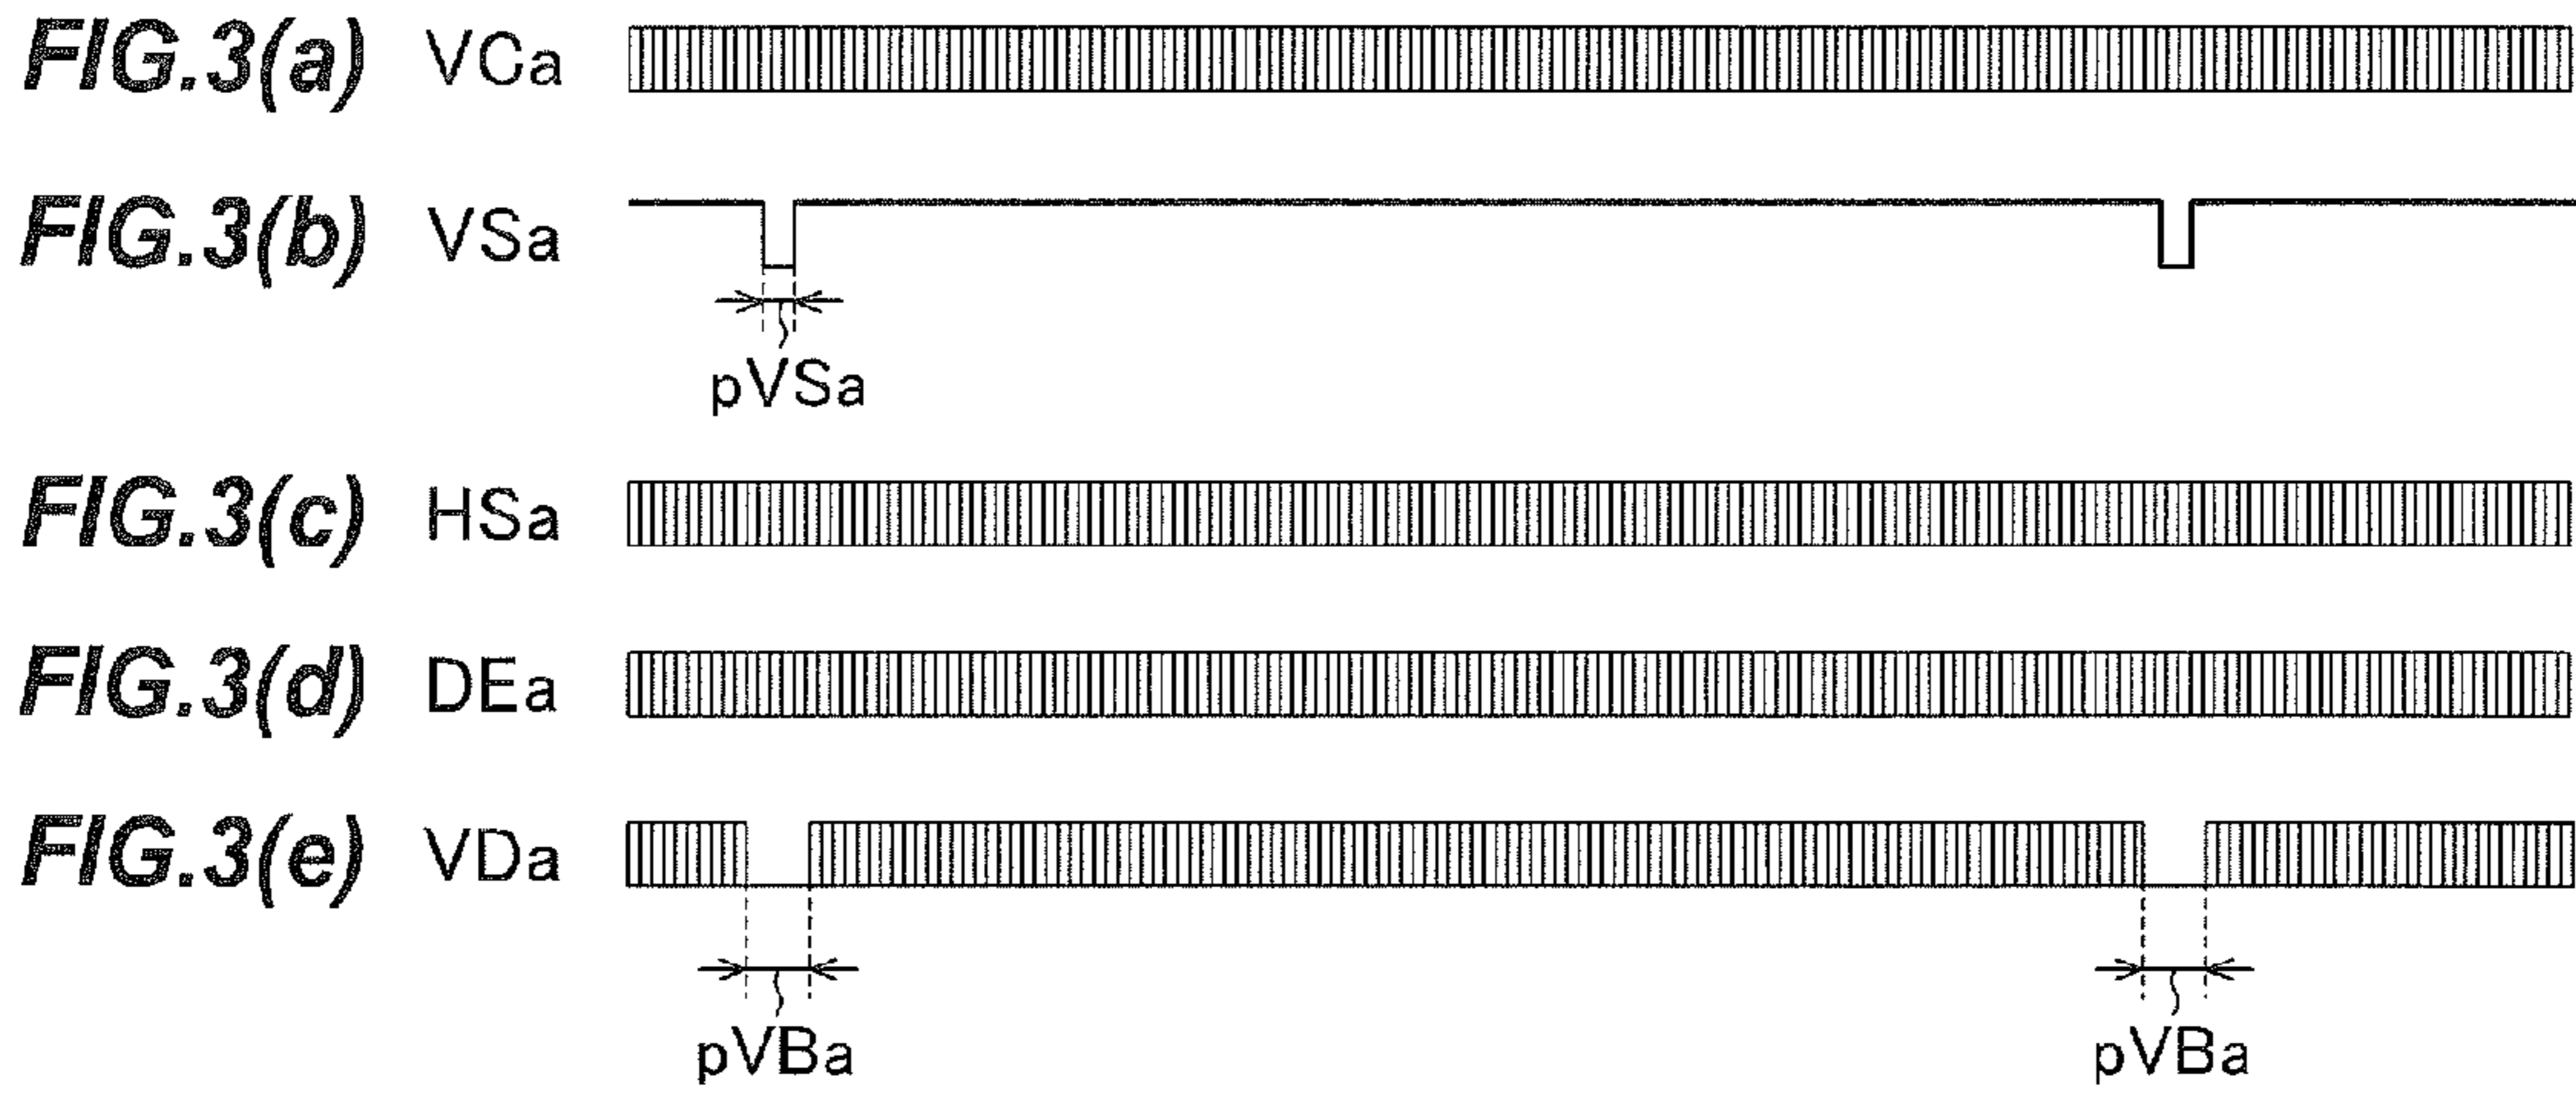 FIG.3(a) VCa
FIG.3(b) VSa
pVSa
FIG.3(c) HSa
FIG.3(d) DEa
FIG.3(e) VDa
pVBa pVBa